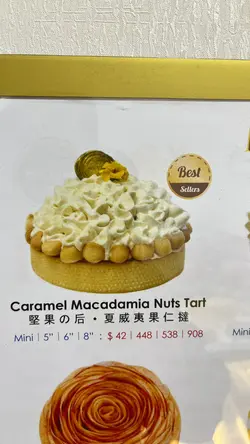 Best
Sellers
Caramel Macadamia Nuts Tart
堅果の后・夏威夷果仁撻
Mini | 5" | 6" | 8" : $ 42 | 448 | 538 | 908
Mini